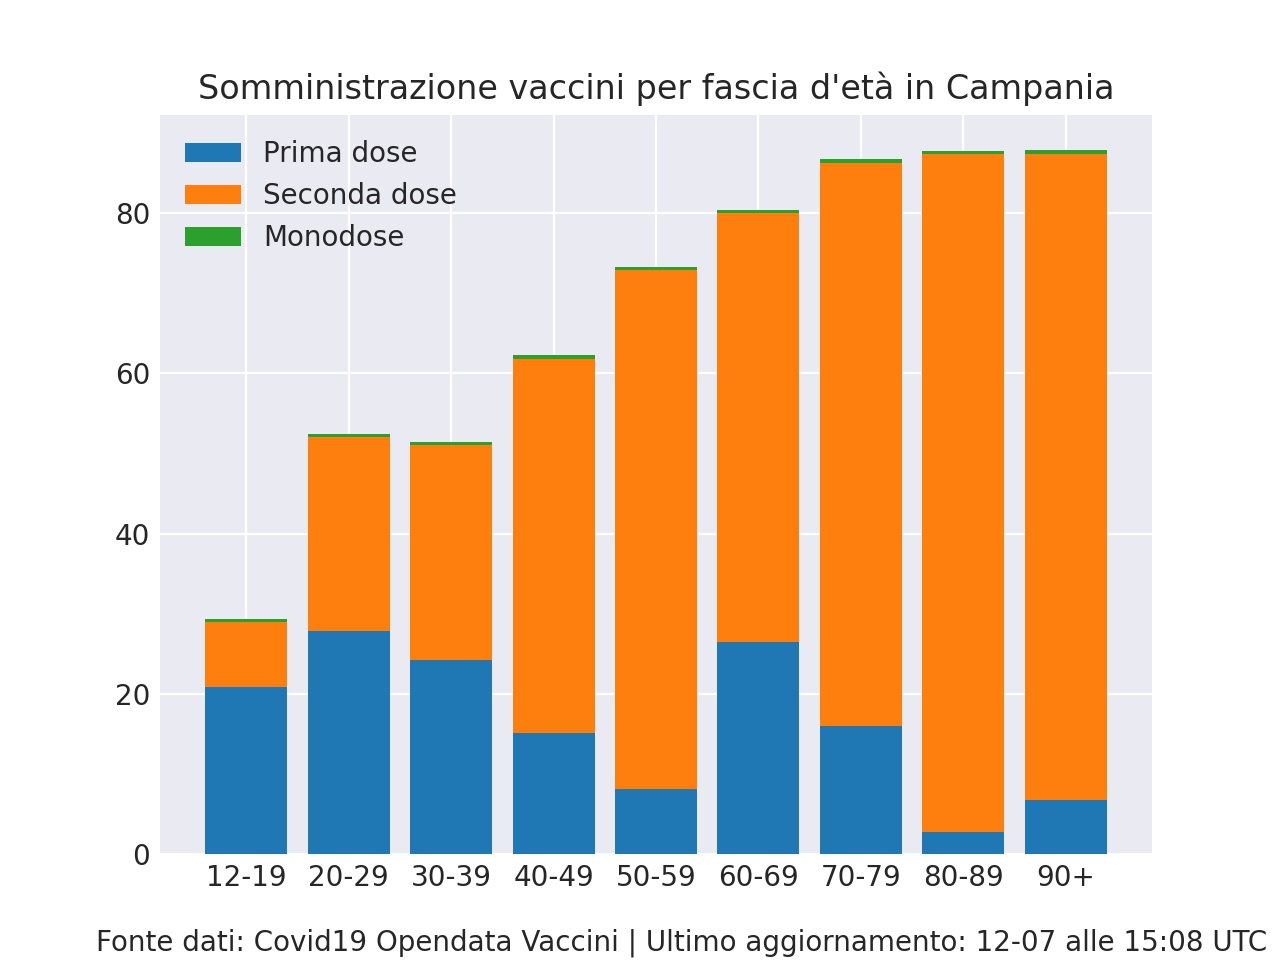 Somministrazione vaccini per fascia d'età in Campania
Prima dose
Seconda dose
Monodose
80
60
40
20
0
12-19 20-29 30-39 40-49 50-59 60-69 70-79 80-89 90+
Fonte dati: Covid19 Opendata Vaccini | Ultimo aggiornamento: 12-07 alle 15:08 UTC